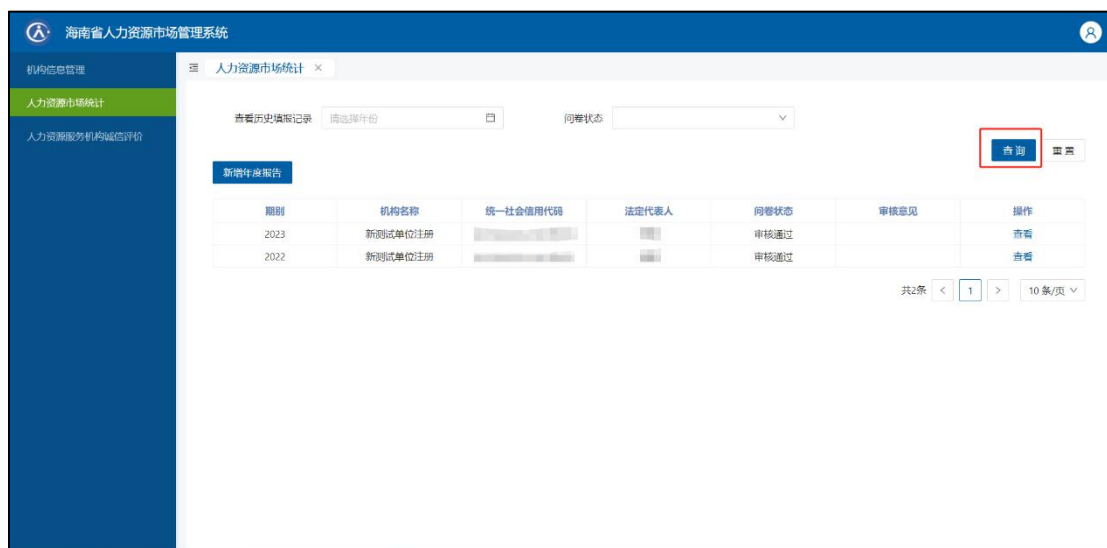 海南省人力资源市场管理系统
机构信息管理
人力资源市场统计
人力资源服务机构诚信评价
人力资源市场统计 ×
查看历史填报记录 请选择年份 问卷状态
查询 重置
新增年度报告
期别 机构名称 统一社会信用代码 法定代表人 问卷状态 审核意见 操作
2023 新测试单位注册 审核通过 查看
2022 新测试单位注册 审核通过 查看
共2条 < 1 > 10 条/页